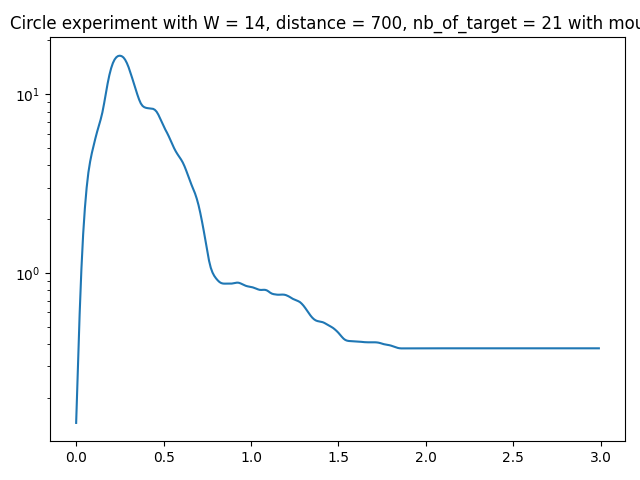 Circle experiment with W = 14, distance = 700, nb_of_target = 21 with mou
10¹
10⁰
0.0 0.5 1.0 1.5 2.0 2.5 3.0